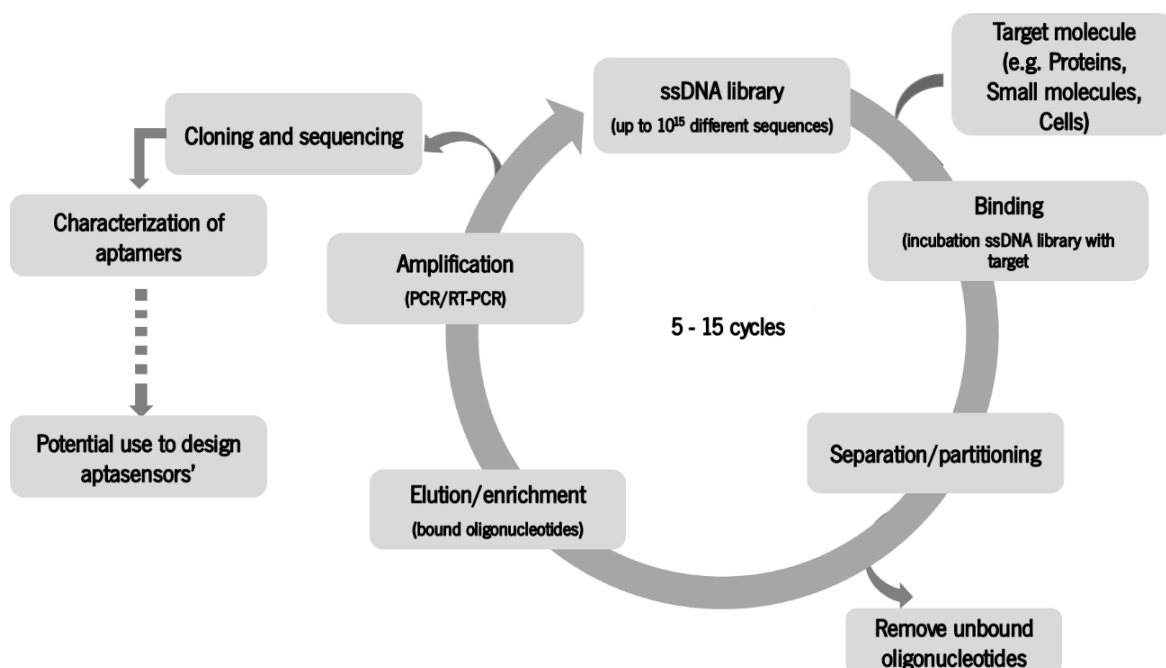 Target molecule
(e.g. Proteins,
Small molecules,
Cells)
ssDNA library
(up to 10¹⁵ different sequences)
Cloning and sequencing
Characterization of
aptamers
Binding
(incubation ssDNA library with
target
Amplification
(PCR/RT-PCR)
5 - 15 cycles
Potential use to design
aptasensors’
Separation/partitioning
Elution/enrichment
(bound oligonucleotides)
Remove unbound
oligonucleotides